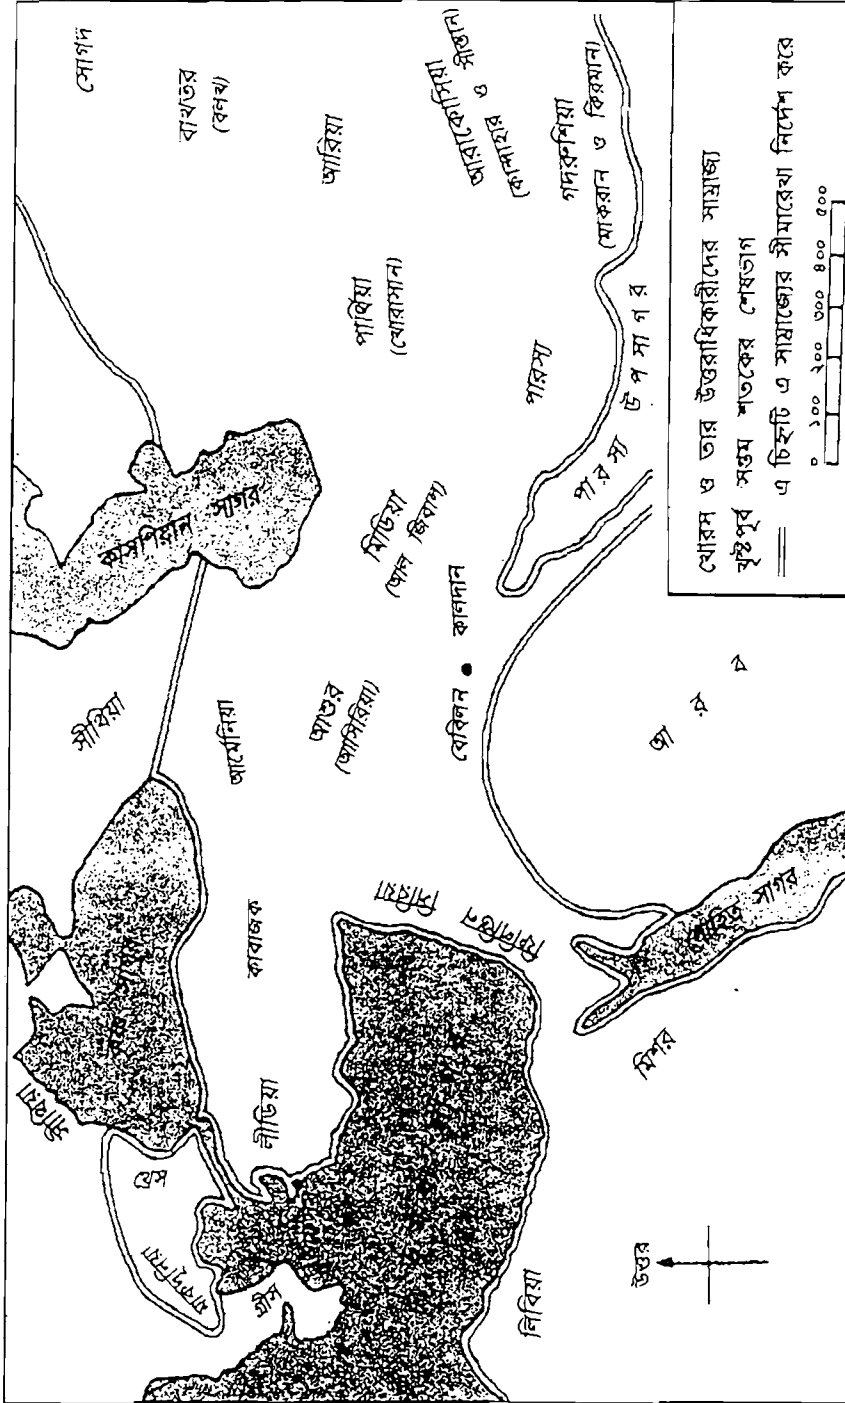 সোগদ
বাখতর
(বলখ)
আরিয়া
আরাকোসিয়া
(কান্দাহার ও সীস্তান)
গদরুশিয়া
(মাকরান ও কিরমান)
পার্থিয়া
(খোরাসান)
পারস্য
পারস্য উপসাগর
কাসপিয়ান সাগর
মিডিয়া
(আল জিবাল)
বেবিলন
কালদান
আরব
সীথিয়া
আর্মেনিয়া
আশুর
(আসিরিয়া)
কাবাজক
সিরিয়া
ফিলিস্তিন
লোহিত সাগর
মিশর
সীথিয়া
লীডিয়া
থ্রেস
গ্রীস
লিবিয়া
উত্তর
খোরস ও তার উত্তরাধিকারীদের সাম্রাজ্য
খৃষ্টপূর্ব সপ্তম শতকের শেষভাগ
এ চিহ্নটি এ সাম্রাজ্যের সীমারেখা নির্দেশ করে
০ ১০০ ২০০ ৩০০ ৪০০ ৫০০